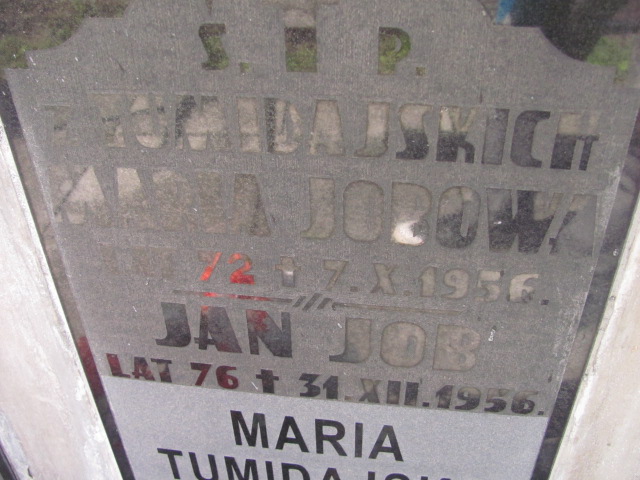 Ś. † P.
Z TUMIDAJSKICH
MARIA JOBOWA
LAT 72 † 7.X.1956.
JAN JOB
LAT 76 † 31.XII.1956.
MARIA